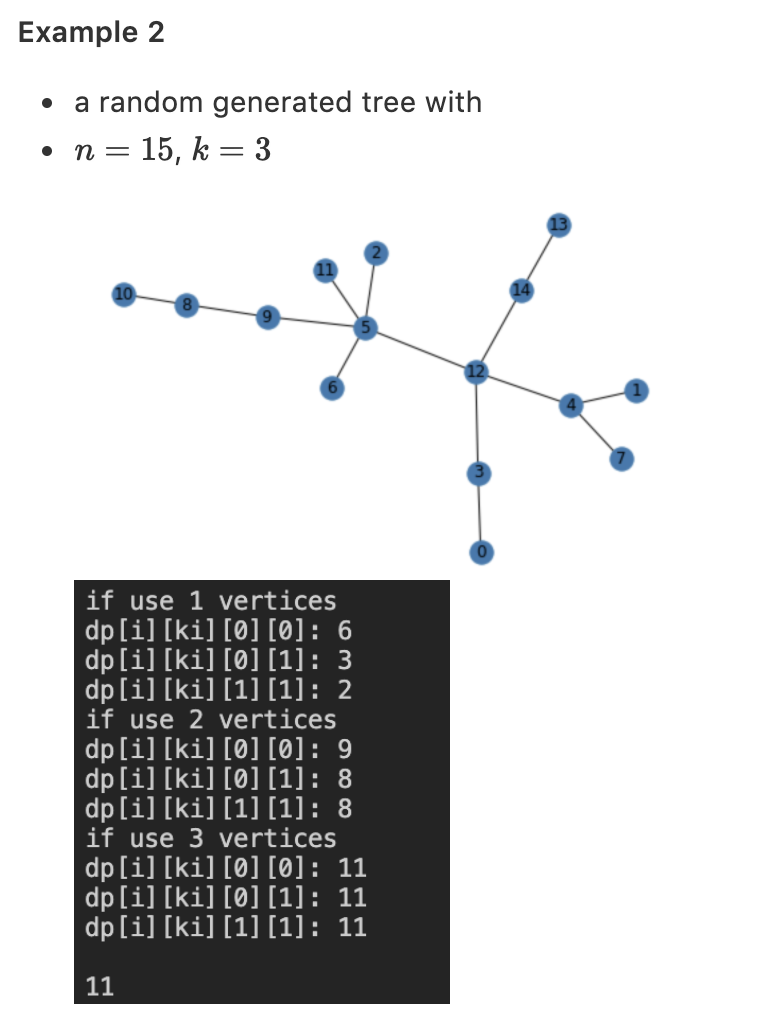 Example 2
• a random generated tree with
• n = 15, k = 3
13
2
11
14
10
8
9
5
12
6
1
4
7
3
0
if use 1 vertices
dp[i][ki][0][0]: 6
dp[i][ki][0][1]: 3
dp[i][ki][1][1]: 2
if use 2 vertices
dp[i][ki][0][0]: 9
dp[i][ki][0][1]: 8
dp[i][ki][1][1]: 8
if use 3 vertices
dp[i][ki][0][0]: 11
dp[i][ki][0][1]: 11
dp[i][ki][1][1]: 11
11